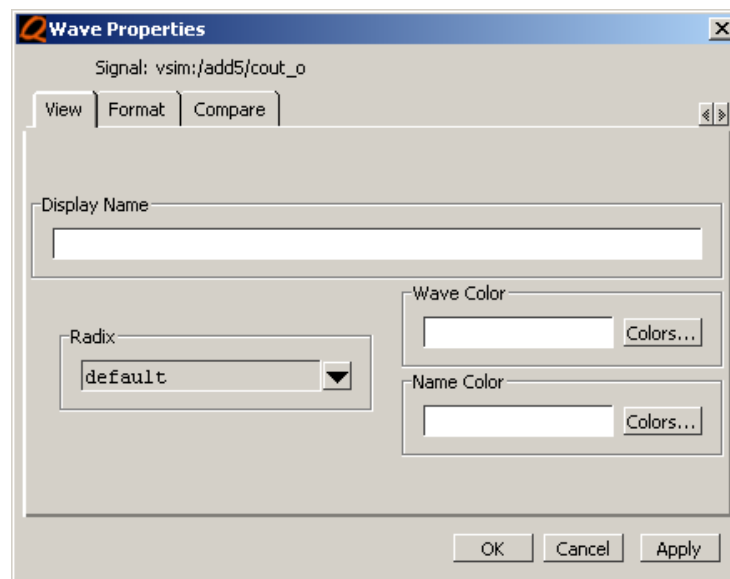 Wave Properties
Signal: vsim:/add5/cout_o
View Format Compare
Display Name
Wave Color
Colors...
Radix
default
Name Color
Colors...
OK Cancel Apply